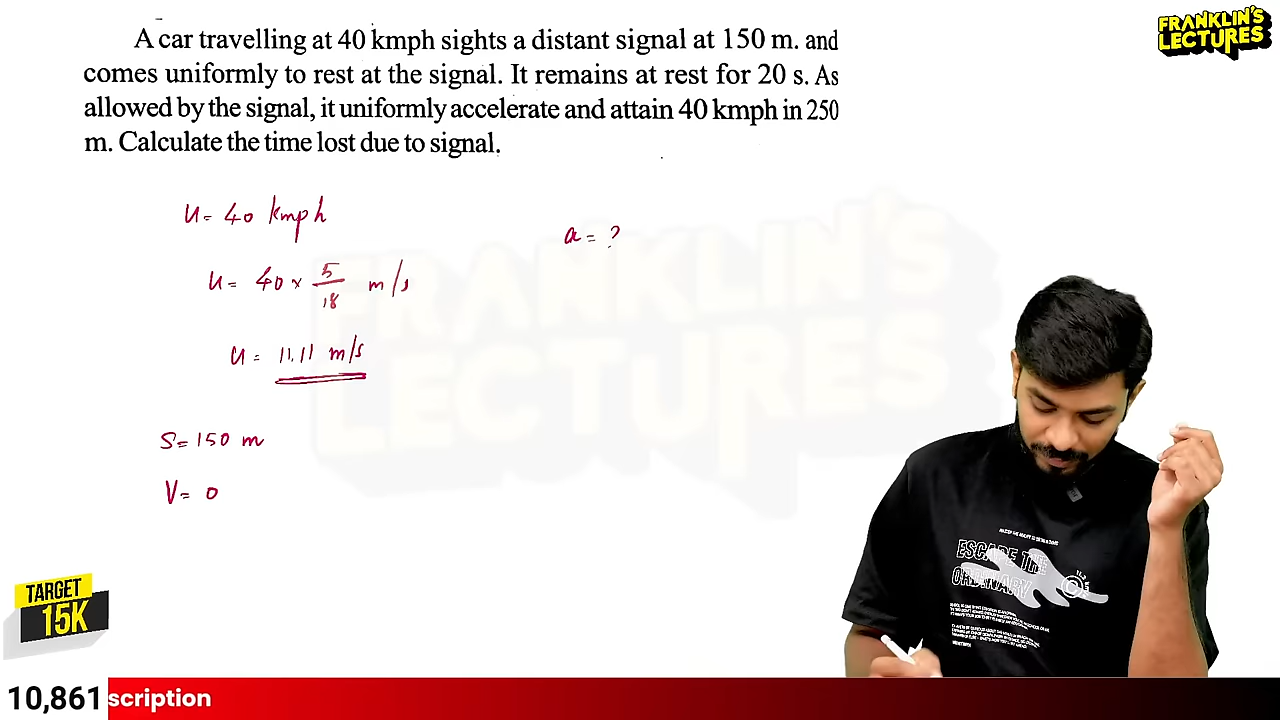 A car travelling at 40 kmph sights a distant signal at 150 m. and
comes uniformly to rest at the signal. It remains at rest for 20 s. As
allowed by the signal, it uniformly accelerate and attain 40 kmph in 250
m. Calculate the time lost due to signal.
FRANKLIN'S
LECTURES
u = 40 kmph
a = ?
u = 40 × 5/18 m/s
u = 11.11 m/s
S = 150 m
V = 0
FRANKLIN'S
LECTURES
ESCAPE THE
ORDINARY
TARGET
15K
10,861 scription